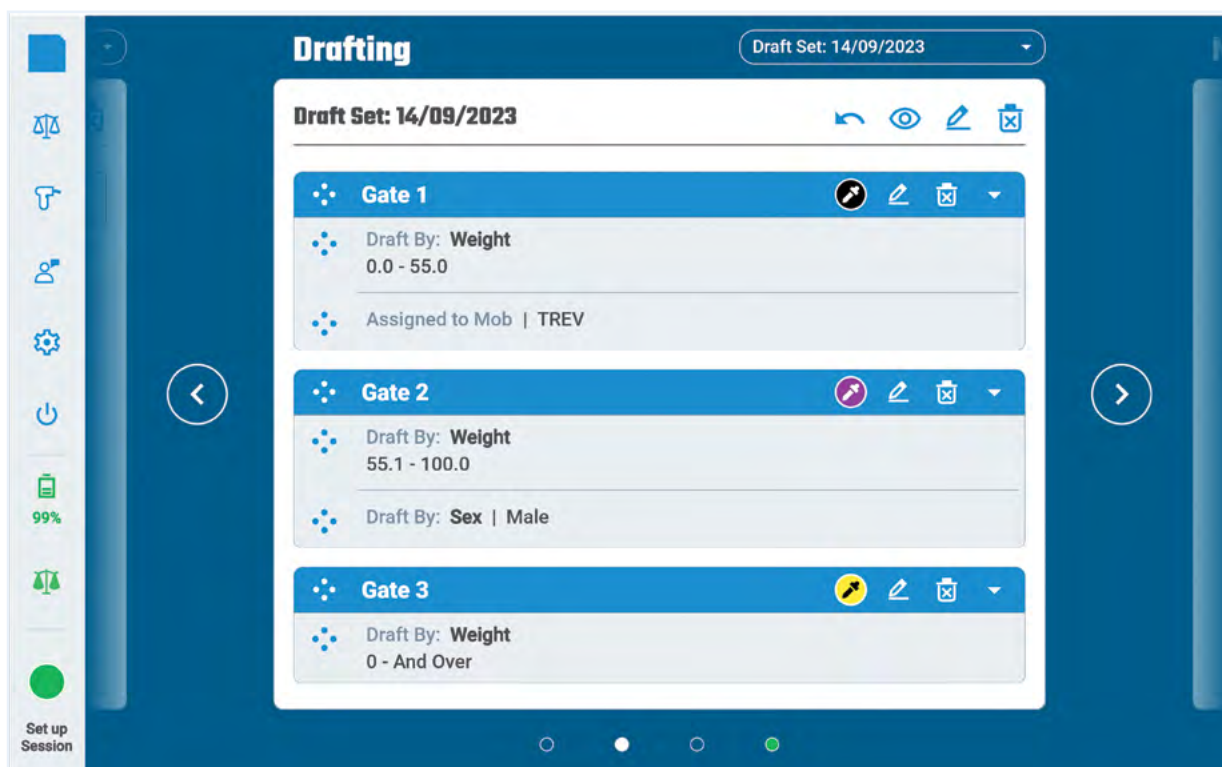 Drafting
Draft Set: 14/09/2023
Draft Set: 14/09/2023
Gate 1
Draft By: Weight
0.0 - 55.0
Assigned to Mob | TREV
Gate 2
Draft By: Weight
55.1 - 100.0
Draft By: Sex | Male
Gate 3
Draft By: Weight
0 - And Over
99%
Set up
Session